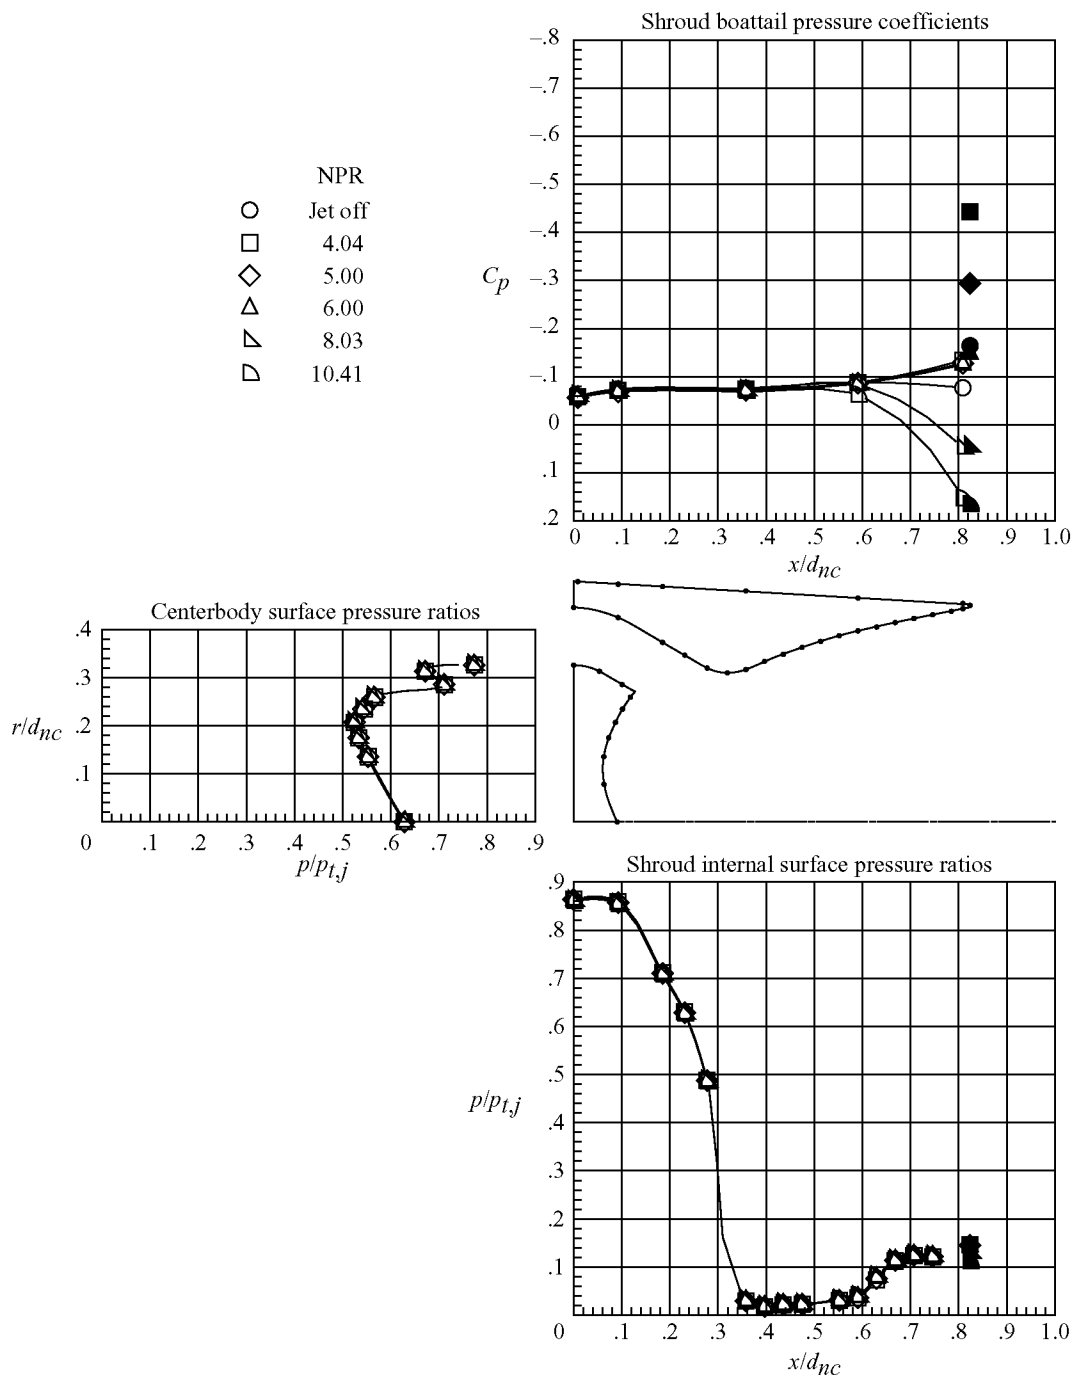 Shroud boattail pressure coefficients
–.8
–.7
–.6
–.5
–.4
–.3
–.2
–.1
0
.1
.2
C_p
0 .1 .2 .3 .4 .5 .6 .7 .8 .9 1.0
x/d_nc
NPR
Jet off
4.04
5.00
6.00
8.03
10.41
Centerbody surface pressure ratios
.4
.3
.2
.1
r/d_nc
0 .1 .2 .3 .4 .5 .6 .7 .8 .9
p/p_t,j
Shroud internal surface pressure ratios
.9
.8
.7
.6
.5
.4
.3
.2
.1
p/p_t,j
0 .1 .2 .3 .4 .5 .6 .7 .8 .9 1.0
x/d_nc